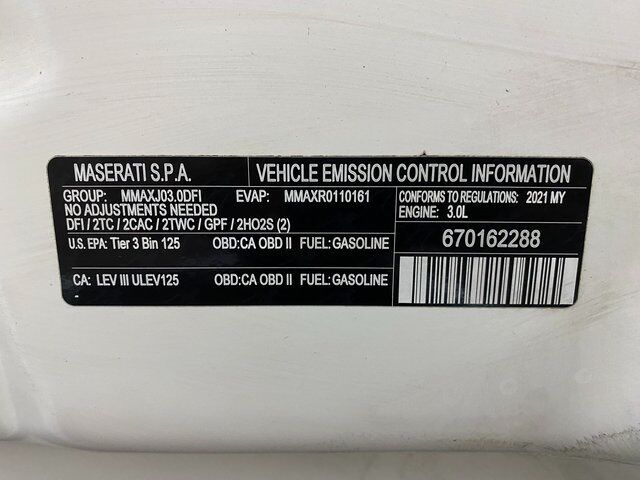 MASERATI S.P.A. VEHICLE EMISSION CONTROL INFORMATION
GROUP: MMAXJ03.0DFI EVAP: MMAXR0110161
NO ADJUSTMENTS NEEDED
DFI / 2TC / 2CAC / 2TWC / GPF / 2HO2S (2)
U.S. EPA: Tier 3 Bin 125 OBD: CA OBD II FUEL: GASOLINE
CA: LEV III ULEV125 OBD: CA OBD II FUEL: GASOLINE
CONFORMS TO REGULATIONS: 2021 MY
ENGINE: 3.0L
670162288